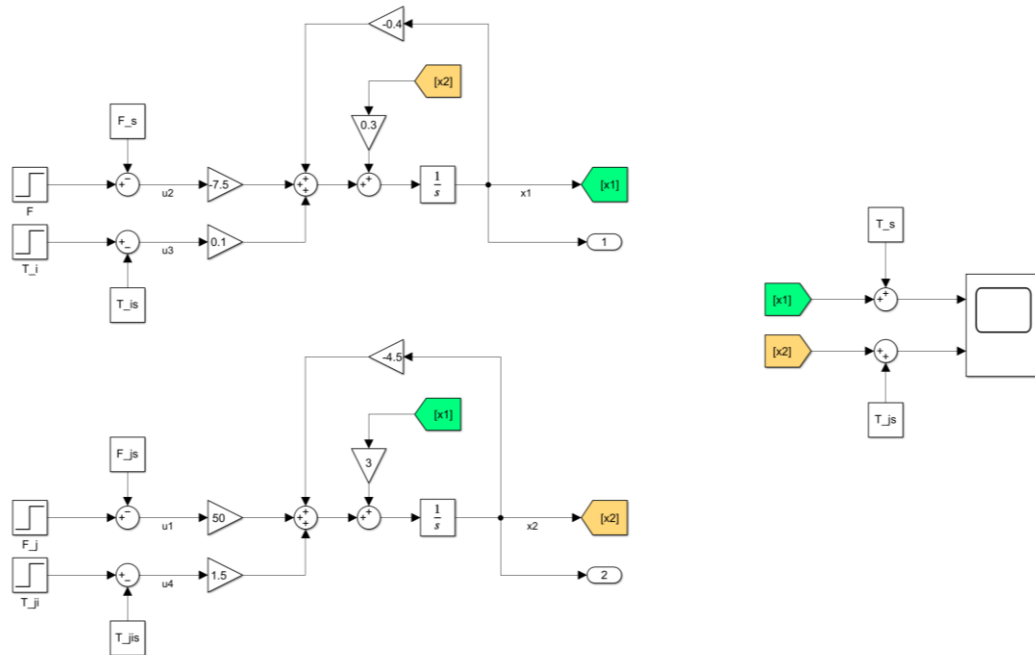 -0.4
[x2]
0.3
F_s
+
−
u2
-7.5
+
+
+
+
+
1
s
x1
[x1]
F
+
−
u3
0.1
1
T_i
T_is
T_s
[x1]
+
+
[x2]
+
+
T_js
-4.5
[x1]
3
F_js
+
−
u1
50
+
+
+
+
+
1
s
x2
[x2]
F_j
+
−
u4
1.5
2
T_ji
T_jis